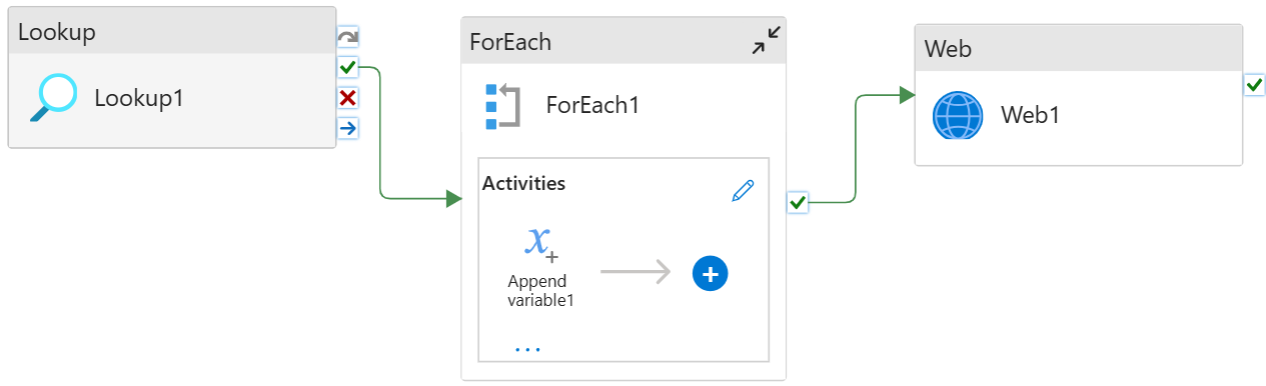 Lookup
Lookup1
ForEach
ForEach1
Activities
Append
variable1
...
Web
Web1